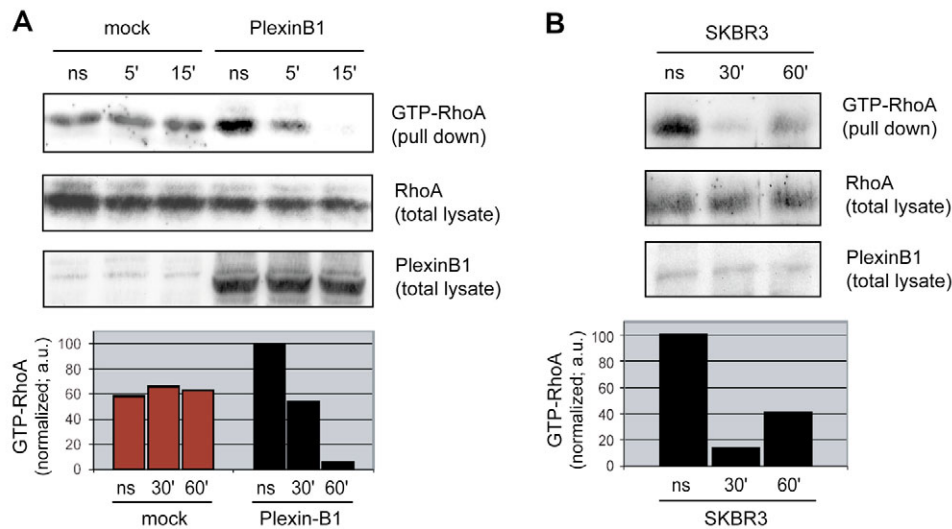 A
mock PlexinB1
ns 5' 15' ns 5' 15'
GTP-RhoA
(pull down)
RhoA
(total lysate)
PlexinB1
(total lysate)
GTP-RhoA
(normalized; a.u.)
100
80
60
40
20
0
ns 30' 60' ns 30' 60'
mock Plexin-B1
B
SKBR3
ns 30' 60'
GTP-RhoA
(pull down)
RhoA
(total lysate)
PlexinB1
(total lysate)
GTP-RhoA
(normalized; a.u.)
100
80
60
40
20
0
ns 30' 60'
SKBR3